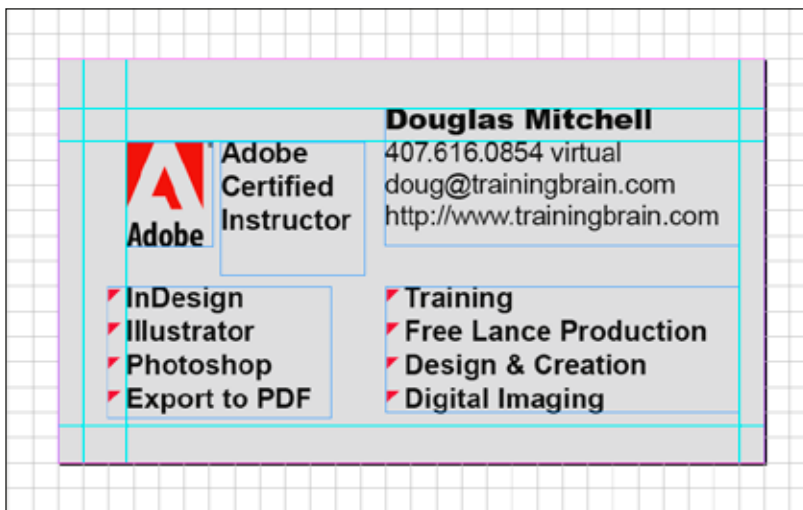 Douglas Mitchell
407.616.0854 virtual
doug@trainingbrain.com
http://www.trainingbrain.com
Adobe
Adobe
Certified
Instructor
InDesign
Illustrator
Photoshop
Export to PDF
Training
Free Lance Production
Design & Creation
Digital Imaging